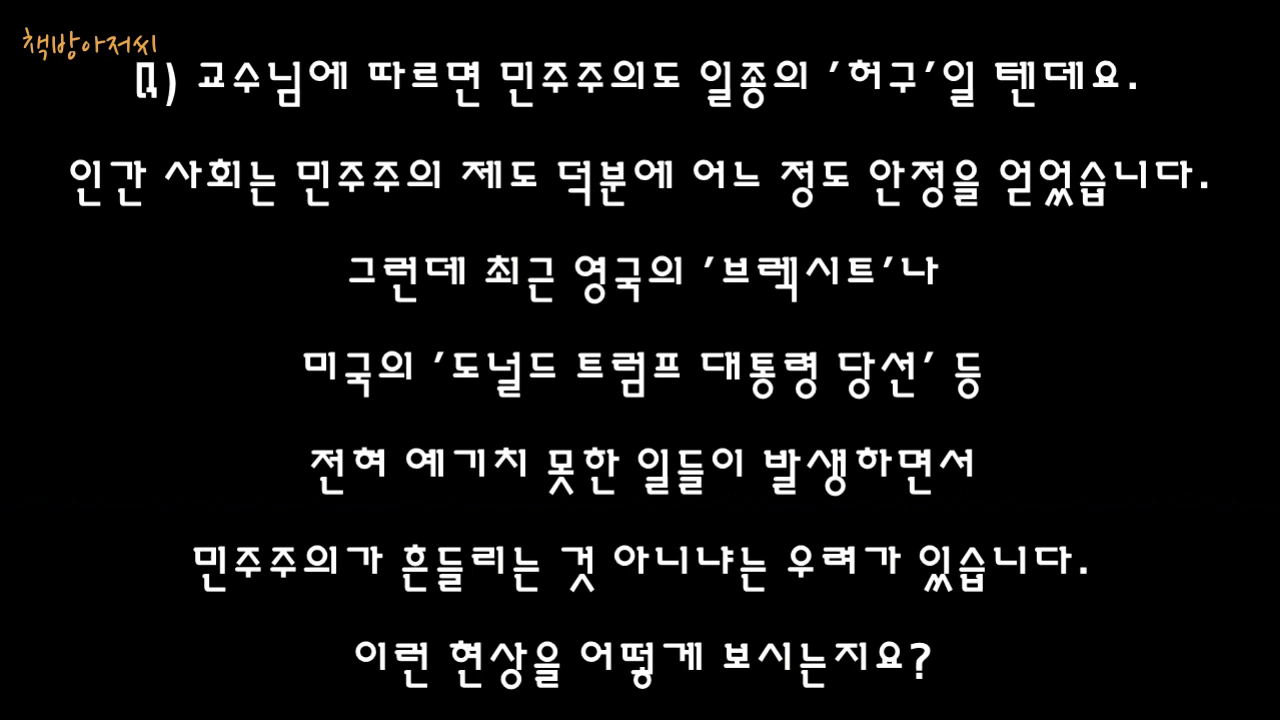 책방아저씨
Q) 교수님에 따르면 민주주의도 일종의 '허구'일 텐데요.
인간 사회는 민주주의 제도 덕분에 어느 정도 안정을 얻었습니다.
그런데 최근 영국의 '브렉시트'나
미국의 '도널드 트럼프 대통령 당선' 등
전혀 예기치 못한 일들이 발생하면서
민주주의가 흔들리는 것 아니냐는 우려가 있습니다.
이런 현상을 어떻게 보시는지요?